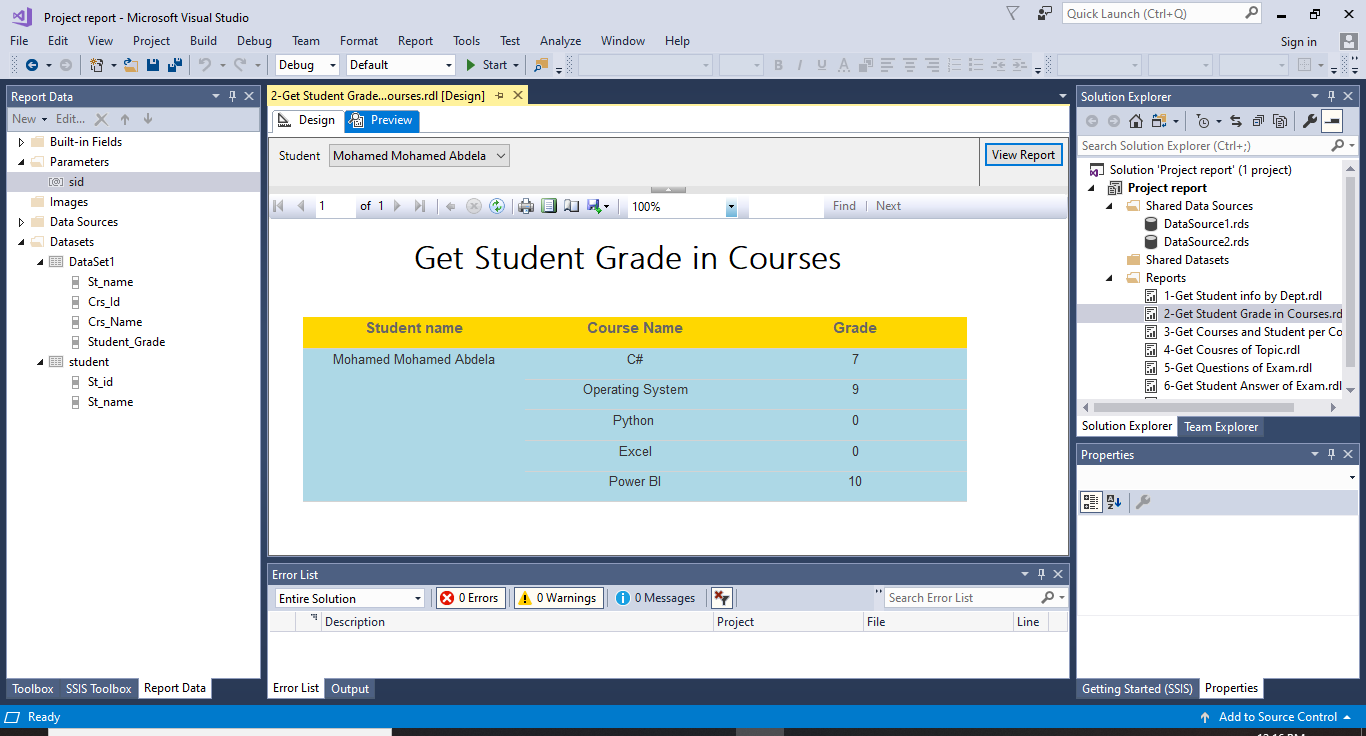 Project report - Microsoft Visual Studio
Quick Launch (Ctrl+Q)
File Edit View Project Build Debug Team Format Report Tools Test Analyze Window Help
Sign in
Debug Default Start
Report Data
New Edit...
Built-in Fields
Parameters
sid
Images
Data Sources
Datasets
DataSet1
St_name
Crs_Id
Crs_Name
Student_Grade
student
St_id
St_name
Toolbox SSIS Toolbox Report Data
2-Get Student Grade...ourses.rdl [Design]
Design Preview
Student Mohamed Mohamed Abdela View Report
1 of 1 100% Find Next
Get Student Grade in Courses
Student name Course Name Grade
Mohamed Mohamed Abdela C# 7
Operating System 9
Python 0
Excel 0
Power BI 10
Error List
Entire Solution 0 Errors 0 Warnings 0 Messages Search Error List
Description Project File Line
Error List Output
Solution Explorer
Search Solution Explorer (Ctrl+;)
Solution 'Project report' (1 project)
Project report
Shared Data Sources
DataSource1.rds
DataSource2.rds
Shared Datasets
Reports
1-Get Student info by Dept.rdl
2-Get Student Grade in Courses.rd
3-Get Courses and Student per Co
4-Get Cousres of Topic.rdl
5-Get Questions of Exam.rdl
6-Get Student Answer of Exam.rdl
Solution Explorer Team Explorer
Properties
Getting Started (SSIS) Properties
Ready
Add to Source Control